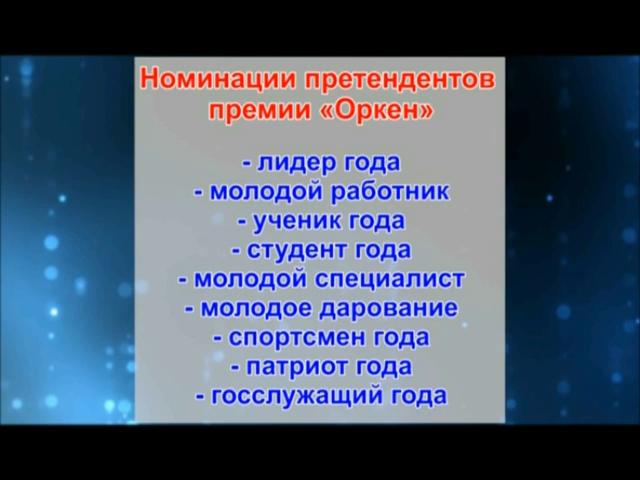 Номинации претендентов
премии «Оркен»
- лидер года
- молодой работник
- ученик года
- студент года
- молодой специалист
- молодое дарование
- спортсмен года
- патриот года
- госслужащий года